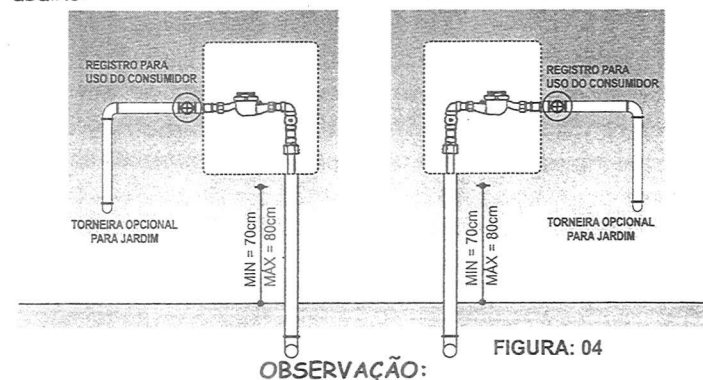 REGISTRO PARA
USO DO CONSUMIDOR
TORNEIRA OPCIONAL
PARA JARDIM
MIN = 70cm
MÁX = 80cm
REGISTRO PARA
USO DO CONSUMIDOR
TORNEIRA OPCIONAL
PARA JARDIM
MIN = 70cm
MÁX = 80cm
FIGURA: 04
OBSERVAÇÃO: